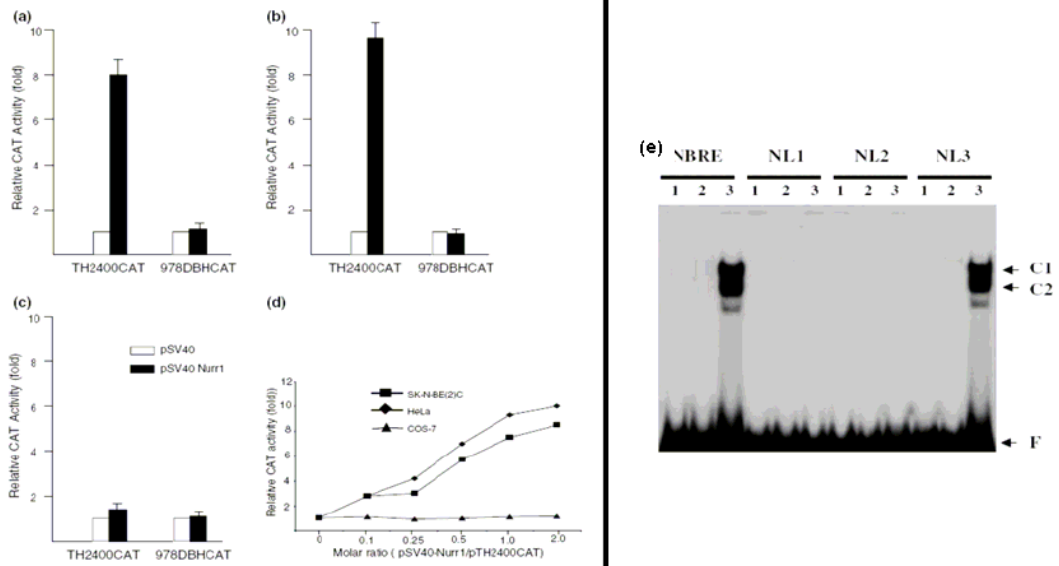 (a)
Relative CAT Activity (fold)
10
8
6
4
2
TH2400CAT 978DBHCAT
(b)
Relative CAT Activity (fold)
10
8
6
4
2
TH2400CAT 978DBHCAT
(c)
Relative CAT Activity (fold)
10
8
6
4
2
pSV40
pSV40 Nurr1
TH2400CAT 978DBHCAT
(d)
Relative CAT activity (fold))
12
10
8
6
4
2
SK-N-BE(2)C
HeLa
COS-7
0 0.1 0.25 0.5 1.0 2.0
Molar ratio ( pSV40-Nurr1/pTH2400CAT)
(e)
NBRE NL1 NL2 NL3
1 2 3 1 2 3 1 2 3 1 2 3
C1
C2
F